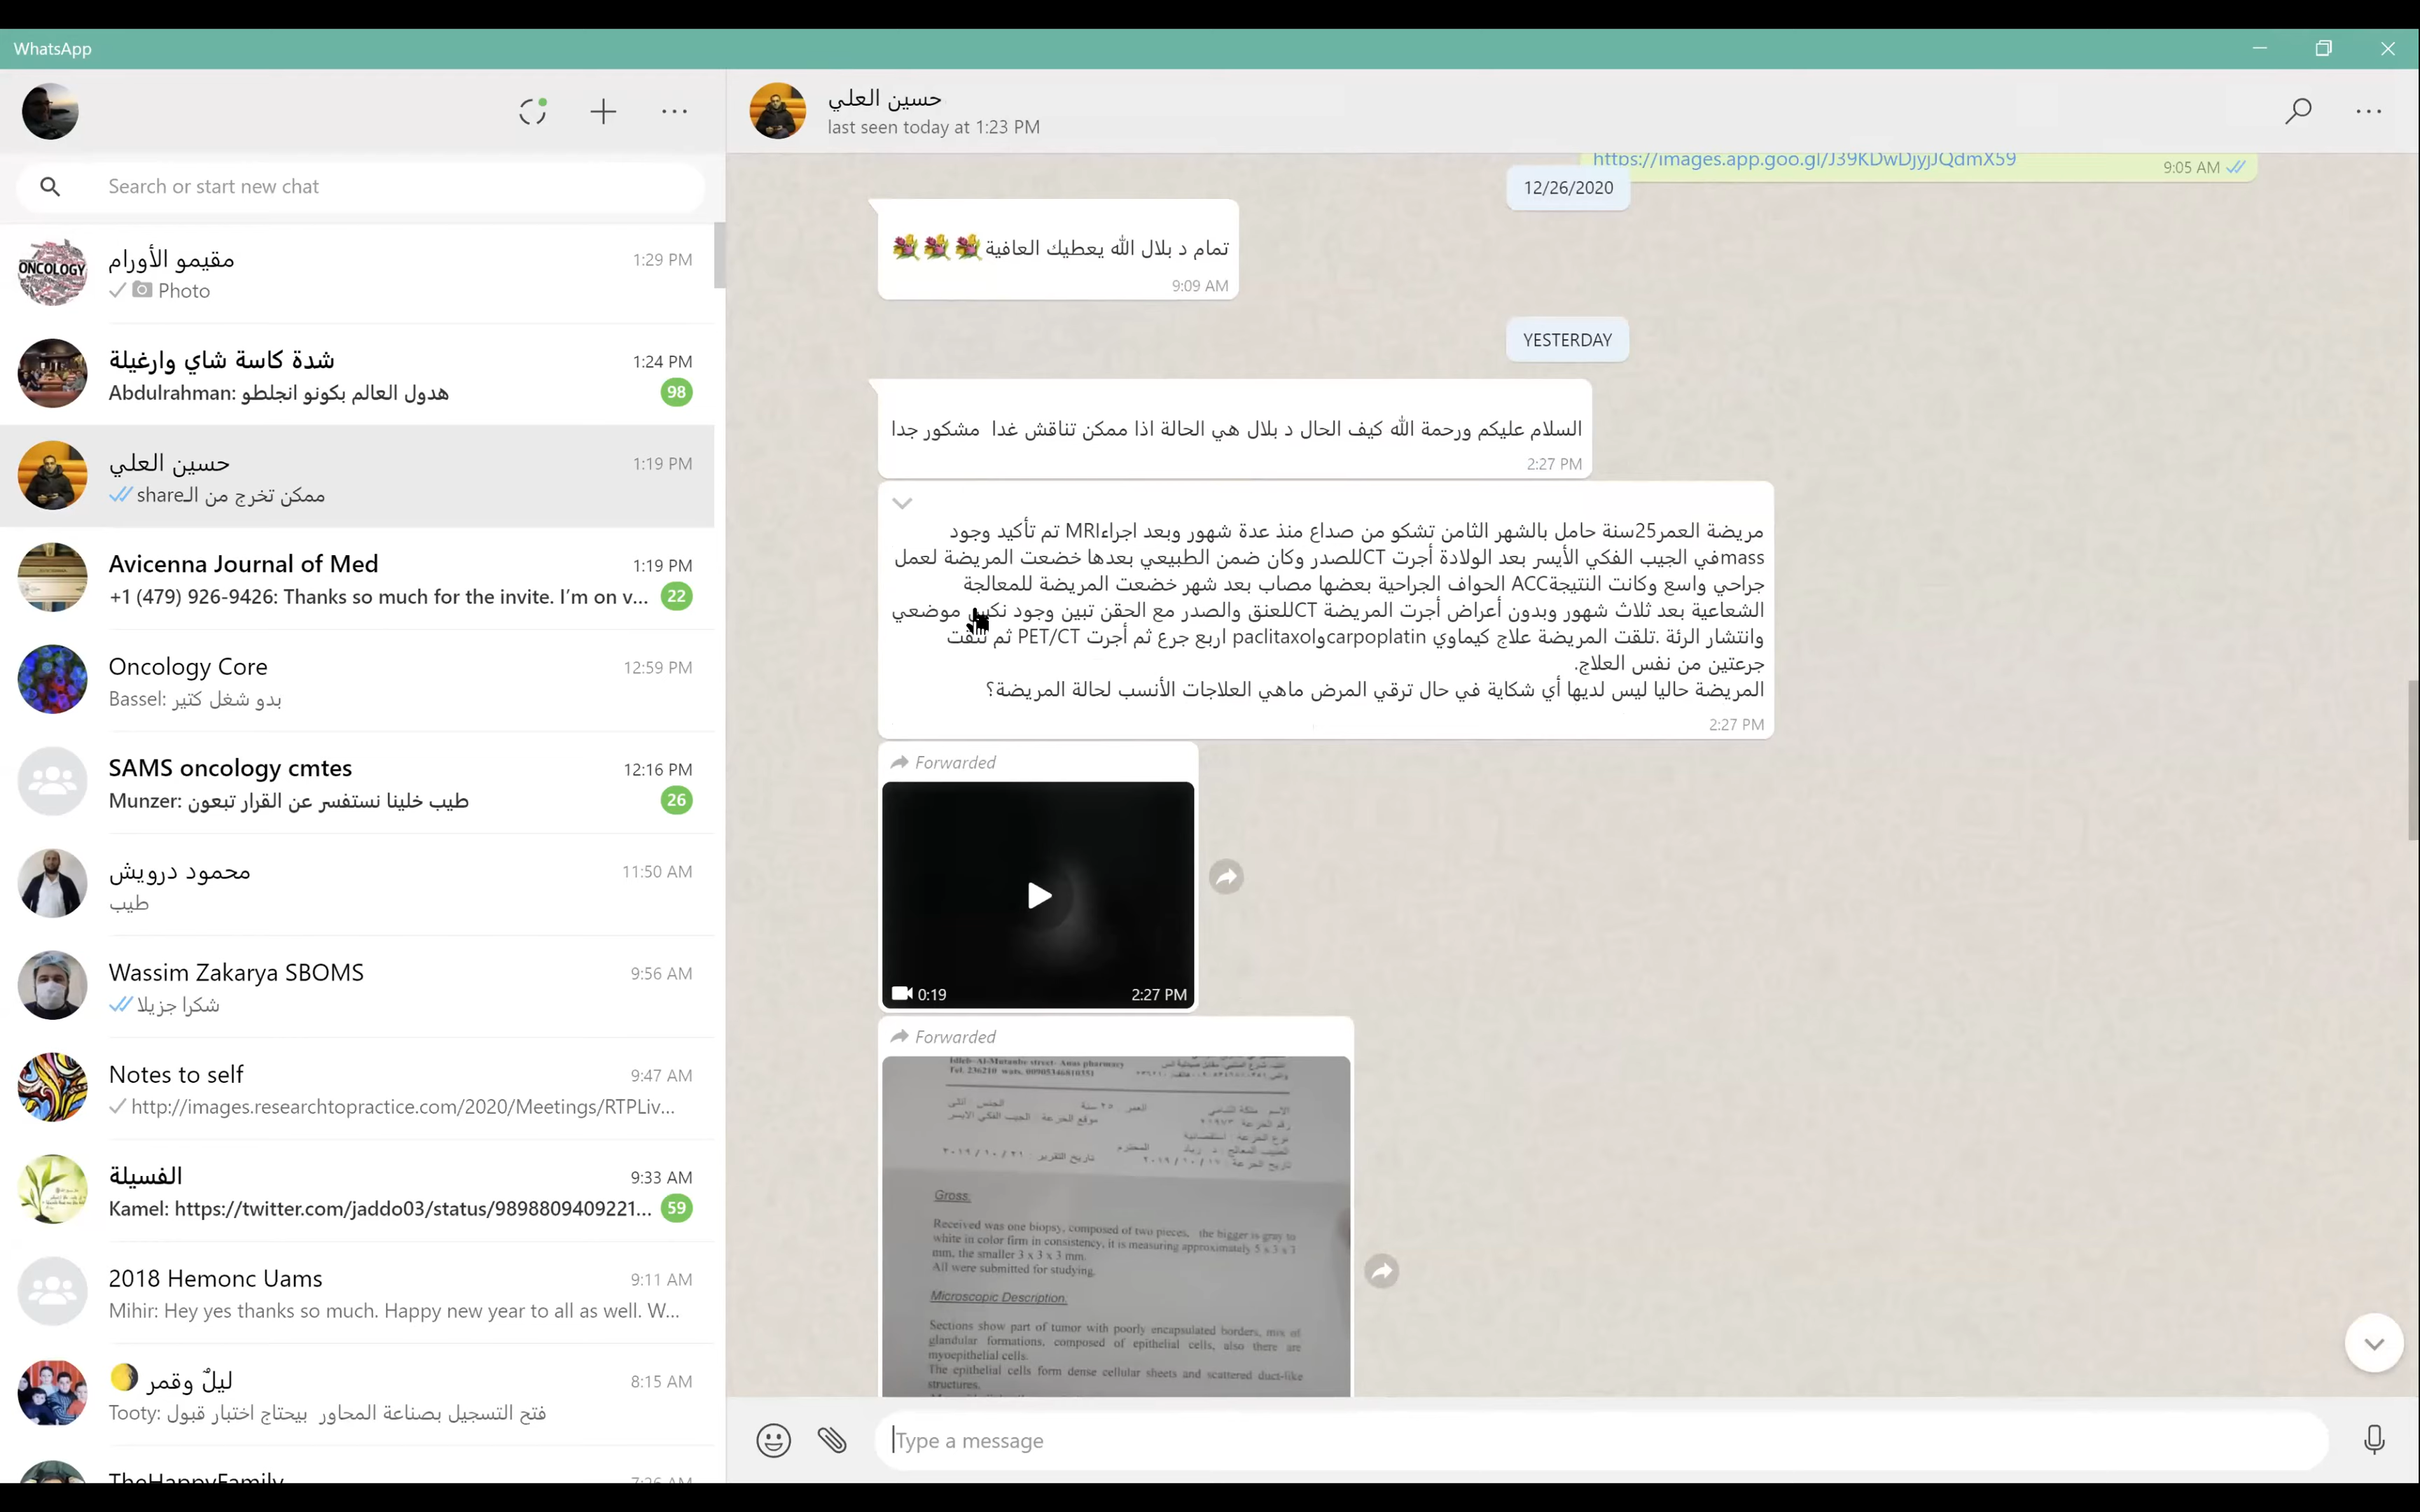 WhatsApp
Search or start new chat
مقيمو الأورام
1:29 PM
Photo
شدة كاسة شاي وارغيلة
1:24 PM
Abdulrahman: هدول العالم بكونو انجلطو
98
حسين العلي
1:19 PM
ممكن تخرج من الـshare
Avicenna Journal of Med
1:19 PM
+1 (479) 926-9426: Thanks so much for the invite. I'm on v...
22
Oncology Core
12:59 PM
Bassel: بدو شغل كتير
SAMS oncology cmtes
12:16 PM
Munzer: طيب خلينا نستفسر عن القرار تبعون
26
محمود درويش
11:50 AM
طيب
Wassim Zakarya SBOMS
9:56 AM
شكرا جزيلا
Notes to self
9:47 AM
http://images.researchtopractice.com/2020/Meetings/RTPLiv...
الفسيلة
9:33 AM
Kamel: https://twitter.com/jaddo03/status/9898809409221...
59
2018 Hemonc Uams
9:11 AM
Mihir: Hey yes thanks so much. Happy new year to all as well. W...
ليلٌ وقمر
8:15 AM
Tooty: فتح التسجيل بصناعة المحاور بيحتاج اختبار قبول
TheHappyFamily
حسين العلي
last seen today at 1:23 PM
https://images.app.goo.gl/J39KDwDjyjJQdmX59
9:05 AM
12/26/2020
تمام د بلال الله يعطيك العافية
9:09 AM
YESTERDAY
السلام عليكم ورحمة الله كيف الحال د بلال هي الحالة اذا ممكن تناقش غدا مشكور جدا
2:27 PM
مريضة العمر25سنة حامل بالشهر الثامن تشكو من صداع منذ عدة شهور وبعد اجراءMRI تم تأكيد وجود
massفي الجيب الفكي الأيسر بعد الولادة أجرت CTللصدر وكان ضمن الطبيعي بعدها خضعت المريضة لعمل
جراحي واسع وكانت النتيجةACC الحواف الجراحية بعضها مصاب بعد شهر خضعت المريضة للمعالجة
الشعاعية بعد ثلاث شهور وبدون أعراض أجرت المريضة CTللعنق والصدر مع الحقن تبين وجود نكس موضعي
وانتشار الرئة .تلقت المريضة علاج كيماوي carpoplatinوpaclitaxol اربع جرع ثم أجرت PET/CT ثم تلقت
جرعتين من نفس العلاج.
المريضة حاليا ليس لديها أي شكاية في حال ترقي المرض ماهي العلاجات الأنسب لحالة المريضة؟
2:27 PM
Forwarded
0:19
2:27 PM
Forwarded
Idleb-Al-Mutanabe street- Anas pharmacy
Gross:
Received was one biopsy, composed of two pieces, the bigger is gray to
white in color firm in consistency, it is measuring approximately 5 x 3 x 3
mm, the smaller 3 x 3 x 3 mm.
All were submitted for studying.
Microscopic Description.
Sections show part of tumor with poorly encapsulated borders, mix of
glandular formations, composed of epithelial cells, also there are
myoepithelial cells.
The epithelial cells form dense cellular sheets and scattered duct-like
structures.
Type a message